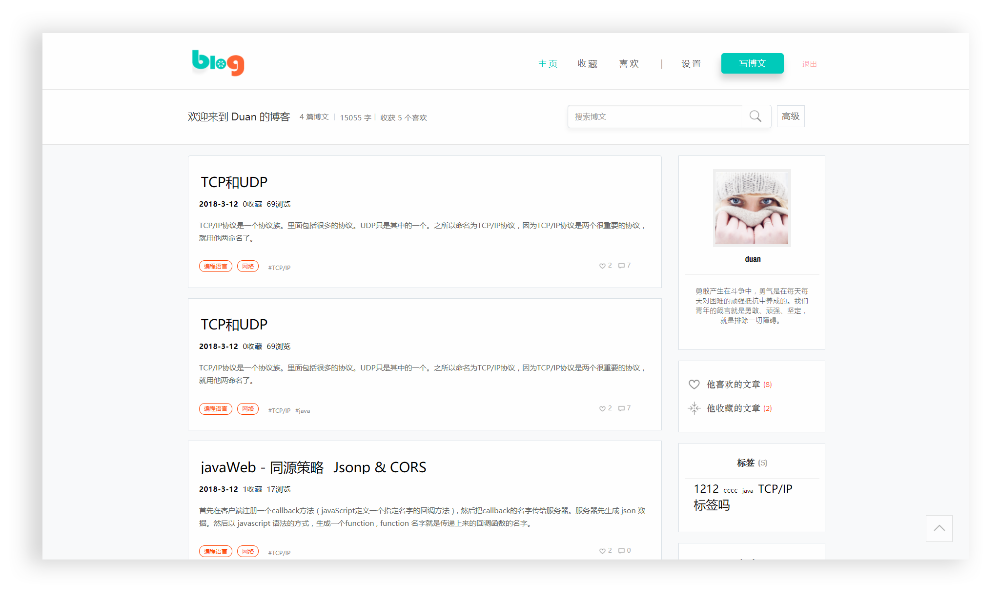 blog
主页 收藏 喜欢 | 设置 写博文 退出
欢迎来到 Duan 的博客 4 篇博文 | 15055 字 | 收获 5 个喜欢
搜索博文 高级
TCP和UDP
2018-3-12 0收藏 69浏览
TCP/IP协议是一个协议族。里面包括很多的协议。UDP只是其中的一个。之所以命名为TCP/IP协议，因为TCP/IP协议是两个很重要的协议，
就用他两命名了。
编程语言 网络 #TCP/IP 2 7
TCP和UDP
2018-3-12 0收藏 69浏览
TCP/IP协议是一个协议族。里面包括很多的协议。UDP只是其中的一个。之所以命名为TCP/IP协议，因为TCP/IP协议是两个很重要的协议，
就用他两命名了。
编程语言 网络 #TCP/IP #java 2 7
javaWeb - 同源策略 Jsonp & CORS
2018-3-12 1收藏 17浏览
首先在客户端注册一个callback方法（javaScript定义一个指定名字的回调方法），然后把callback的名字传给服务器。服务器先生成 json 数
据。然后以 javascript 语法的方式，生成一个function , function 名字就是传递上来的回调函数的名字。
编程语言 网络 #TCP/IP 2 0
duan
勇敢产生在斗争中，勇气是在每天每
天对困难的顽强抵抗中养成的。我们
青年的箴言就是勇敢、顽强、坚定，
就是排除一切障碍。
他喜欢的文章 (8)
他收藏的文章 (2)
标签 (5)
1212 cccc java TCP/IP
标签吗